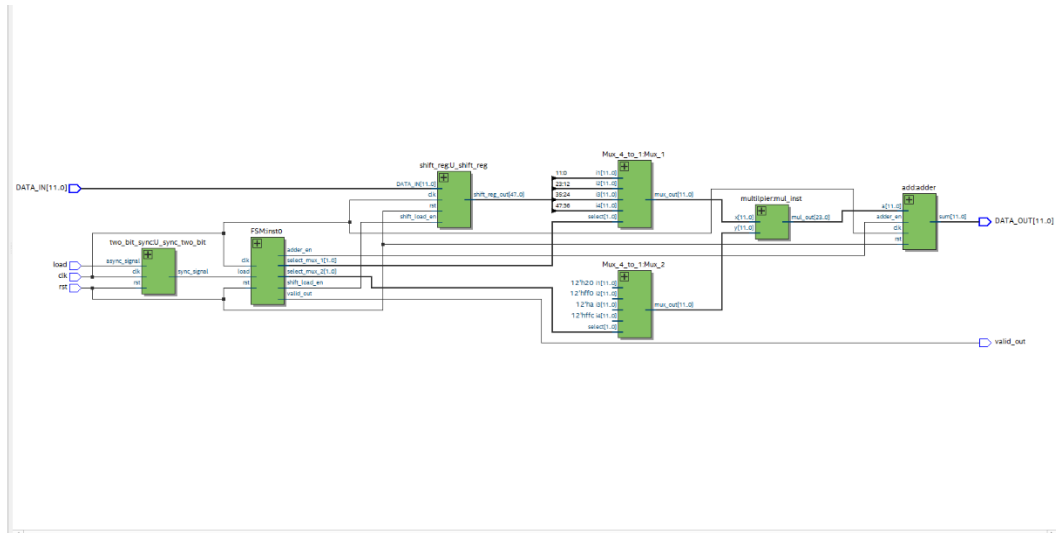 DATA_IN[11..0]
load
clk
rst
two_bit_sync:U_sync_two_bit
async_signal
clk
rst
sync_signal
FSM:inst0
clk
load
rst
adder_en
select_mux_1[1..0]
select_mux_2[1..0]
shift_load_en
valid_out
shift_reg:U_shift_reg
DATA_IN[11..0]
clk
rst
shift_load_en
shift_reg_out[47..0]
Mux_4_to_1:Mux_1
11:0
23:12
35:24
47:36
i1[11..0]
i2[11..0]
i3[11..0]
i4[11..0]
select[1..0]
mux_out[11..0]
Mux_4_to_1:Mux_2
12'h20 i1[11..0]
12'hff0 i2[11..0]
12'ha i3[11..0]
12'hffc i4[11..0]
select[1..0]
mux_out[11..0]
multilpier:mul_inst
x[11..0]
y[11..0]
mul_out[23..0]
add:adder
a[11..0]
adder_en
clk
rst
sum[11..0]
DATA_OUT[11..0]
valid_out